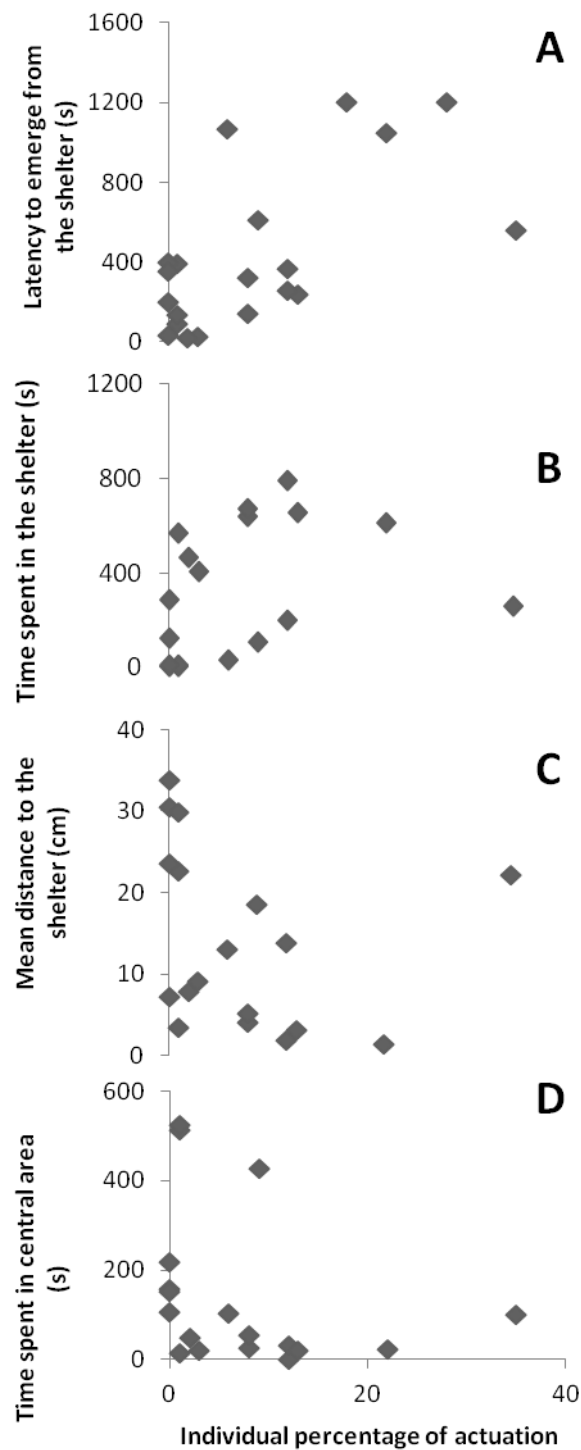 A
Latency to emerge from
the shelter (s)
1600
1200
800
400
0
B
Time spent in the shelter (s)
1200
800
400
0
C
Mean distance to the
shelter (cm)
40
30
20
10
0
D
Time spent in central area
(s)
600
400
200
0
0 20 40
Individual percentage of actuation